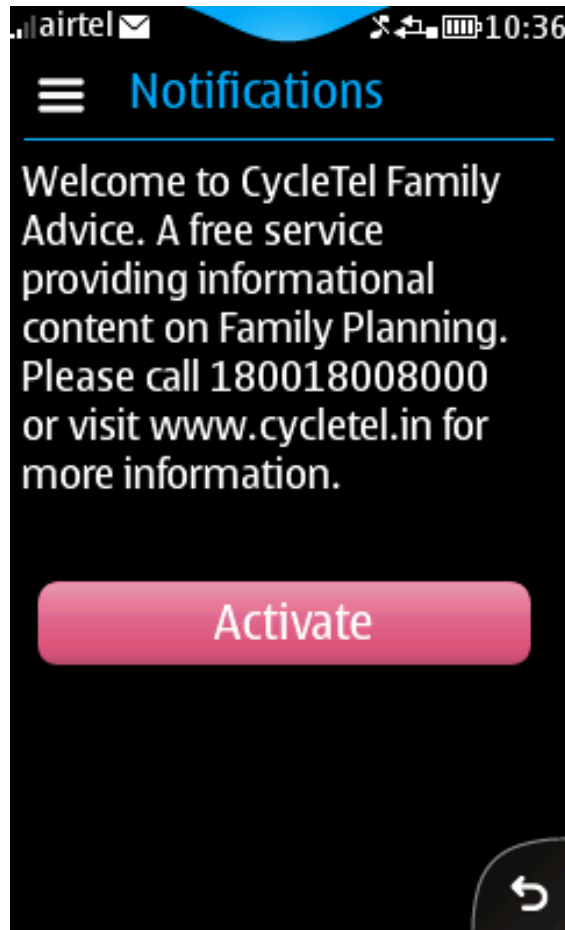 airtel 10:36
Notifications
Welcome to CycleTel Family
Advice. A free service
providing informational
content on Family Planning.
Please call 180018008000
or visit www.cycletel.in for
more information.
Activate